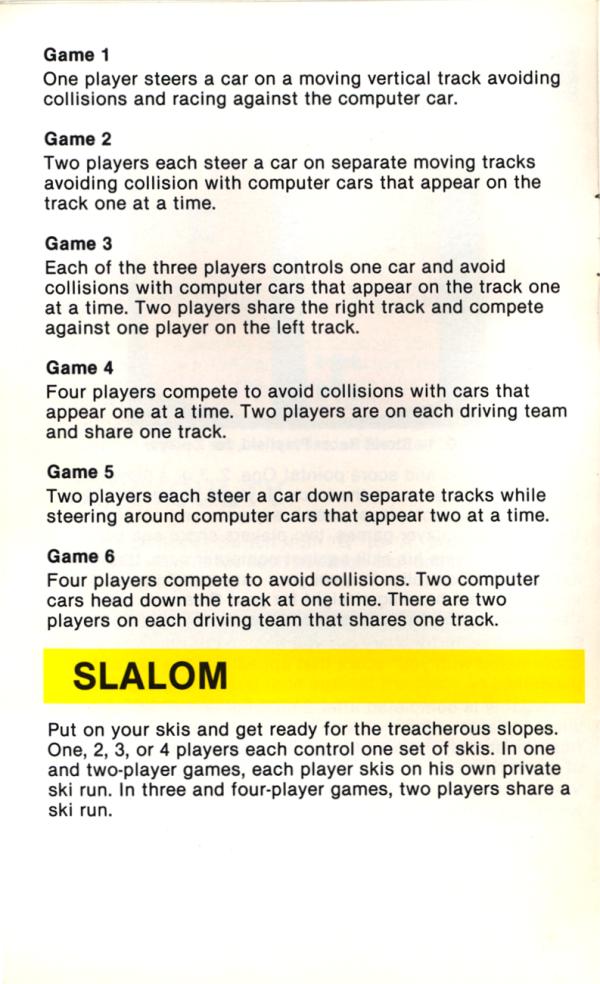 Game 1
One player steers a car on a moving vertical track avoiding
collisions and racing against the computer car.
Game 2
Two players each steer a car on separate moving tracks
avoiding collision with computer cars that appear on the
track one at a time.
Game 3
Each of the three players controls one car and avoid
collisions with computer cars that appear on the track one
at a time. Two players share the right track and compete
against one player on the left track.
Game 4
Four players compete to avoid collisions with cars that
appear one at a time. Two players are on each driving team
and share one track.
Game 5
Two players each steer a car down separate tracks while
steering around computer cars that appear two at a time.
Game 6
Four players compete to avoid collisions. Two computer
cars head down the track at one time. There are two
players on each driving team that shares one track.
SLALOM
Put on your skis and get ready for the treacherous slopes.
One, 2, 3, or 4 players each control one set of skis. In one
and two-player games, each player skis on his own private
ski run. In three and four-player games, two players share a
ski run.